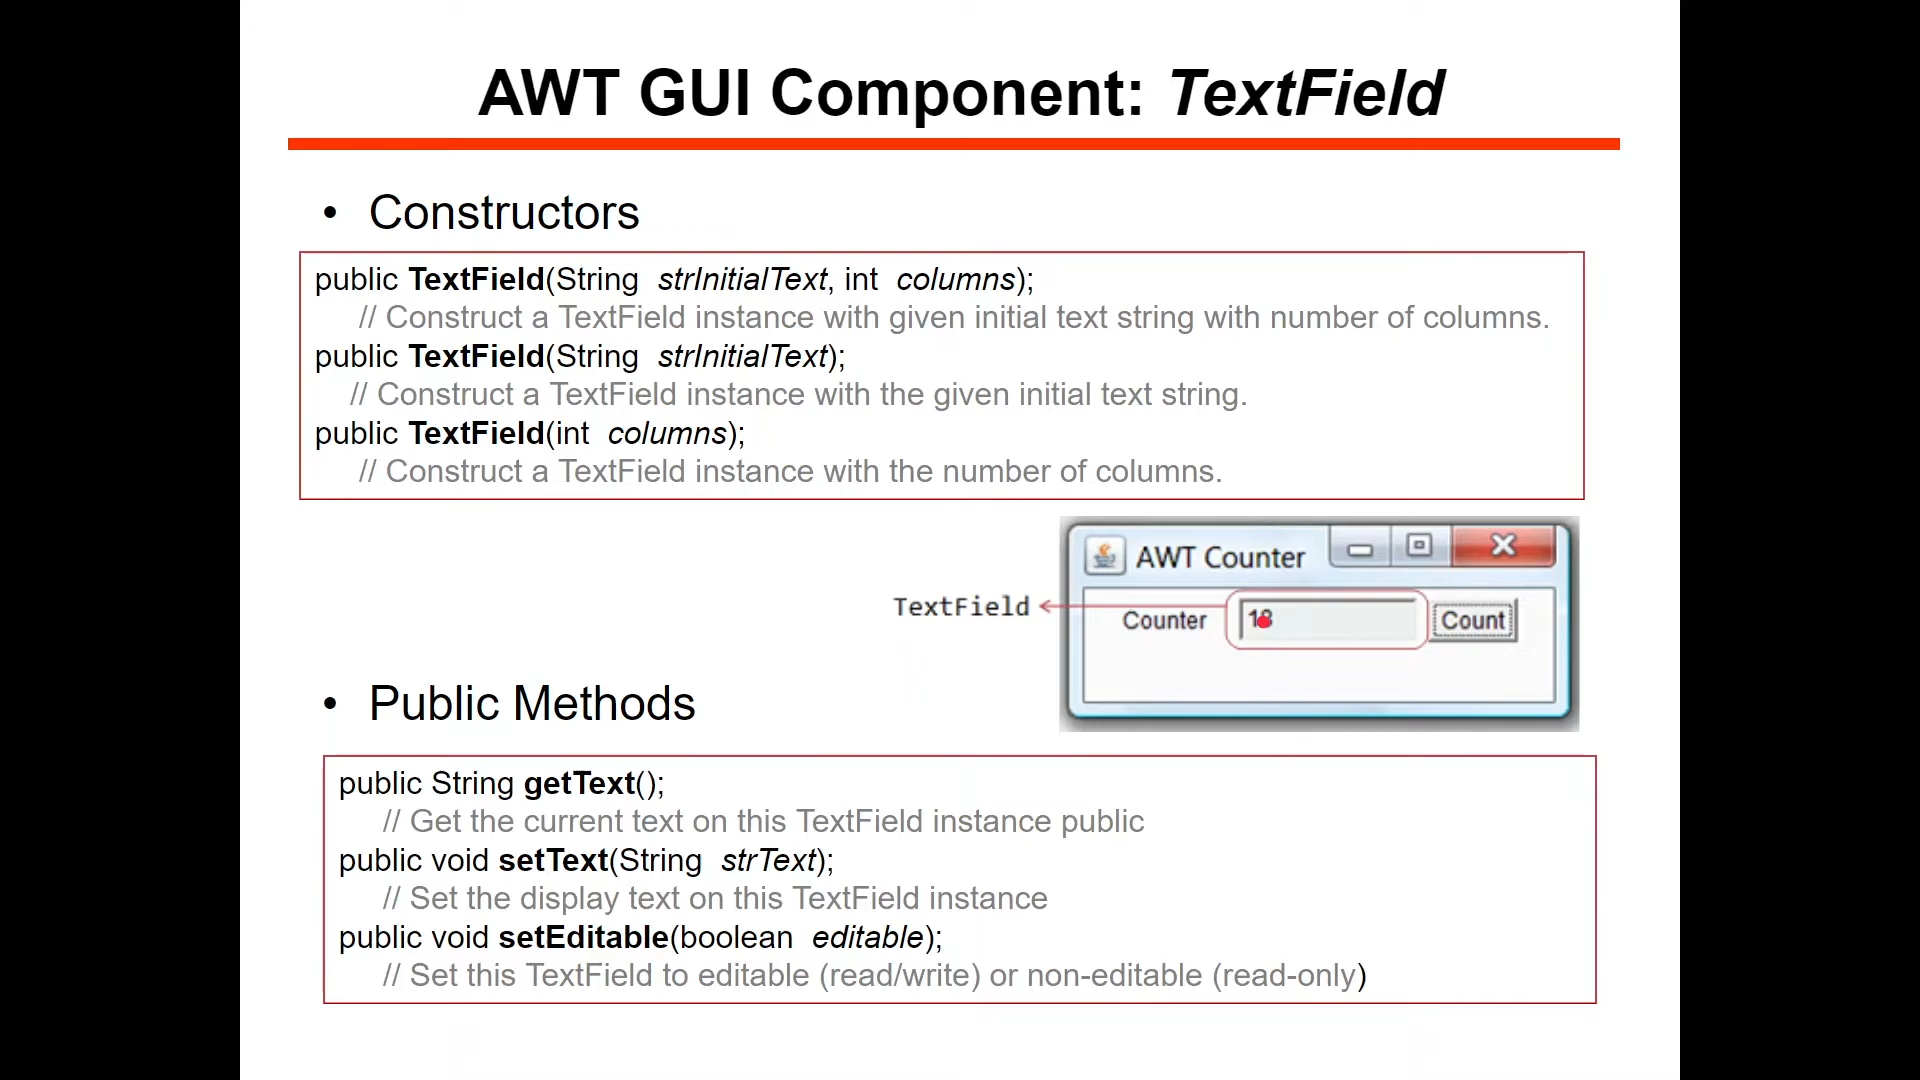 AWT GUI Component: TextField
• Constructors
public TextField(String strInitialText, int columns);
// Construct a TextField instance with given initial text string with number of columns.
public TextField(String strInitialText);
// Construct a TextField instance with the given initial text string.
public TextField(int columns);
// Construct a TextField instance with the number of columns.
AWT Counter
TextField
Counter
Count
• Public Methods
public String getText();
// Get the current text on this TextField instance public
public void setText(String strText);
// Set the display text on this TextField instance
public void setEditable(boolean editable);
// Set this TextField to editable (read/write) or non-editable (read-only)